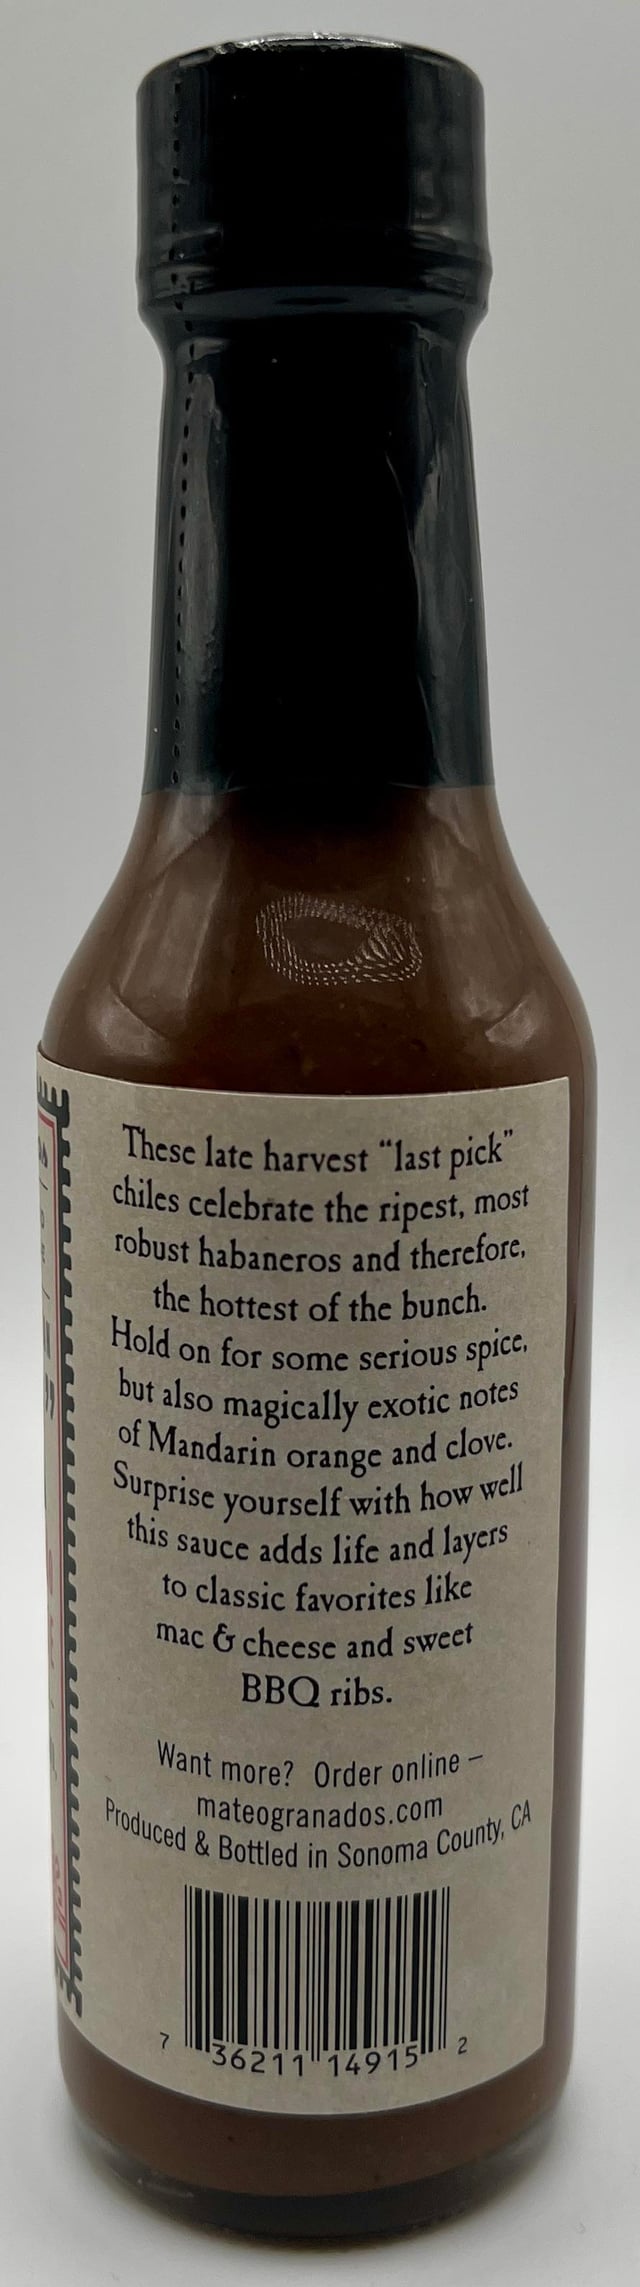 These late harvest “last pick”
chiles celebrate the ripest, most
robust habaneros and therefore,
the hottest of the bunch.
Hold on for some serious spice,
but also magically exotic notes
of Mandarin orange and clove.
Surprise yourself with how well
this sauce adds life and layers
to classic favorites like
mac & cheese and sweet
BBQ ribs.
Want more? Order online –
mateogranados.com
Produced & Bottled in Sonoma County, CA
7 36211 14915 2